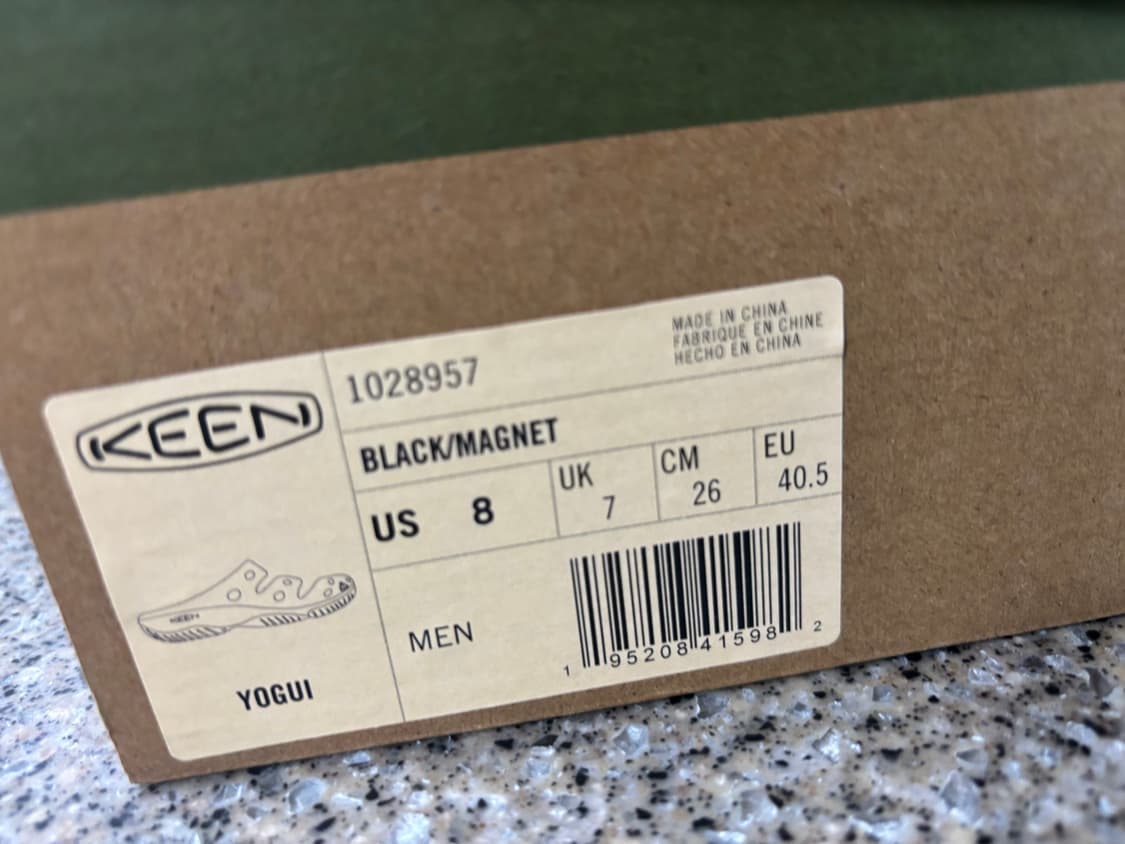 KEEN
1028957
MADE IN CHINA
FABRIQUE EN CHINE
HECHO EN CHINA
BLACK/MAGNET
US 8
UK 7
CM 26
EU 40.5
KEEN
YOGUI
MEN
1 95208 41598 2